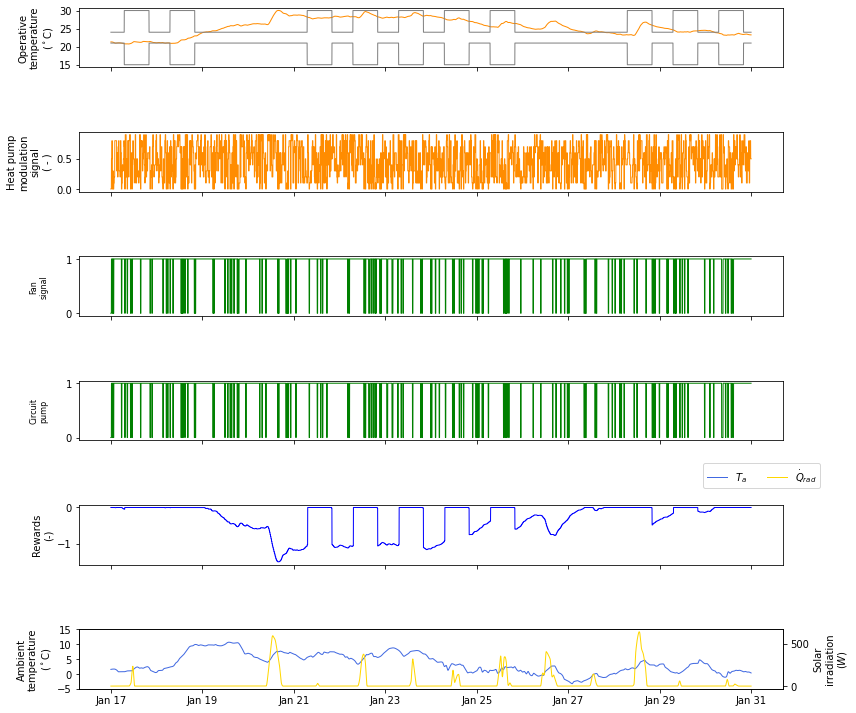 Operative
temperature
(°C)
30
25
20
15
Heat pump
modulation
signal
( - )
0.5
0.0
Fan
signal
1
0
Circuit
pump
1
0
T_a Q̇_rad
Rewards
(-)
0
−1
Ambient
temperature
(°C)
15
10
5
0
−5
500
0
Solar
irradiation
(W)
Jan 17 Jan 19 Jan 21 Jan 23 Jan 25 Jan 27 Jan 29 Jan 31